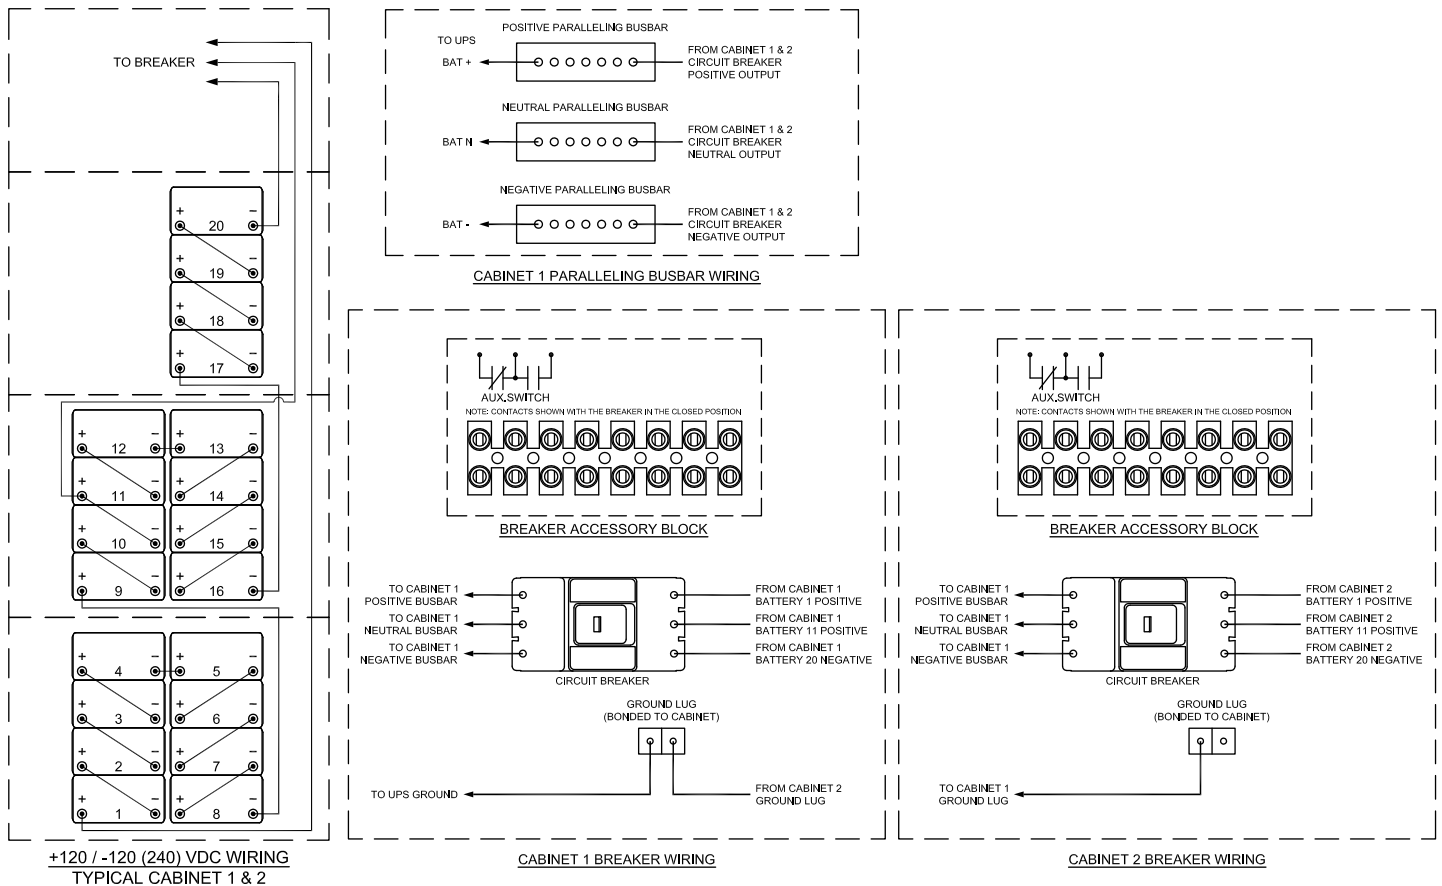 TO BREAKER
+ 20 -
+ 19 -
+ 18 -
+ 17 -
+ 12 -
+ 13 -
+ 11 -
+ 14 -
+ 10 -
+ 15 -
+ 9 -
+ 16 -
+ 4 -
+ 5 -
+ 3 -
+ 6 -
+ 2 -
+ 7 -
+ 1 -
+ 8 -
+120 / -120 (240) VDC WIRING
TYPICAL CABINET 1 & 2
POSITIVE PARALLELING BUSBAR
TO UPS
BAT +
FROM CABINET 1 & 2
CIRCUIT BREAKER
POSITIVE OUTPUT
NEUTRAL PARALLELING BUSBAR
BAT N
FROM CABINET 1 & 2
CIRCUIT BREAKER
NEUTRAL OUTPUT
NEGATIVE PARALLELING BUSBAR
BAT -
FROM CABINET 1 & 2
CIRCUIT BREAKER
NEGATIVE OUTPUT
CABINET 1 PARALLELING BUSBAR WIRING
AUX.SWITCH
NOTE: CONTACTS SHOWN WITH THE BREAKER IN THE CLOSED POSITION
BREAKER ACCESSORY BLOCK
TO CABINET 1
POSITIVE BUSBAR
TO CABINET 1
NEUTRAL BUSBAR
TO CABINET 1
NEGATIVE BUSBAR
FROM CABINET 1
BATTERY 1 POSITIVE
FROM CABINET 1
BATTERY 11 POSITIVE
FROM CABINET 1
BATTERY 20 NEGATIVE
CIRCUIT BREAKER
GROUND LUG
(BONDED TO CABINET)
TO UPS GROUND
FROM CABINET 2
GROUND LUG
CABINET 1 BREAKER WIRING
AUX.SWITCH
NOTE: CONTACTS SHOWN WITH THE BREAKER IN THE CLOSED POSITION
BREAKER ACCESSORY BLOCK
TO CABINET 1
POSITIVE BUSBAR
TO CABINET 1
NEUTRAL BUSBAR
TO CABINET 1
NEGATIVE BUSBAR
FROM CABINET 2
BATTERY 1 POSITIVE
FROM CABINET 2
BATTERY 11 POSITIVE
FROM CABINET 2
BATTERY 20 NEGATIVE
CIRCUIT BREAKER
GROUND LUG
(BONDED TO CABINET)
TO CABINET 1
GROUND LUG
CABINET 2 BREAKER WIRING